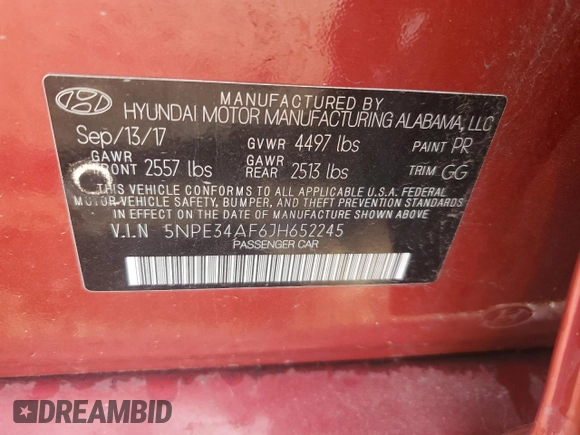 MANUFACTURED BY
HYUNDAI MOTOR MANUFACTURING ALABAMA, LLC
Sep/13/17 GVWR 4497 lbs PAINT PR
GAWR FRONT 2557 lbs GAWR REAR 2513 lbs TRIM GG
THIS VEHICLE CONFORMS TO ALL APPLICABLE U.S.A. FEDERAL
MOTOR VEHICLE SAFETY, BUMPER, AND THEFT PREVENTION STANDARDS
IN EFFECT ON THE DATE OF MANUFACTURE SHOWN ABOVE.
V.I.N 5NPE34AF6JH652245
PASSENGER CAR
DREAMBID